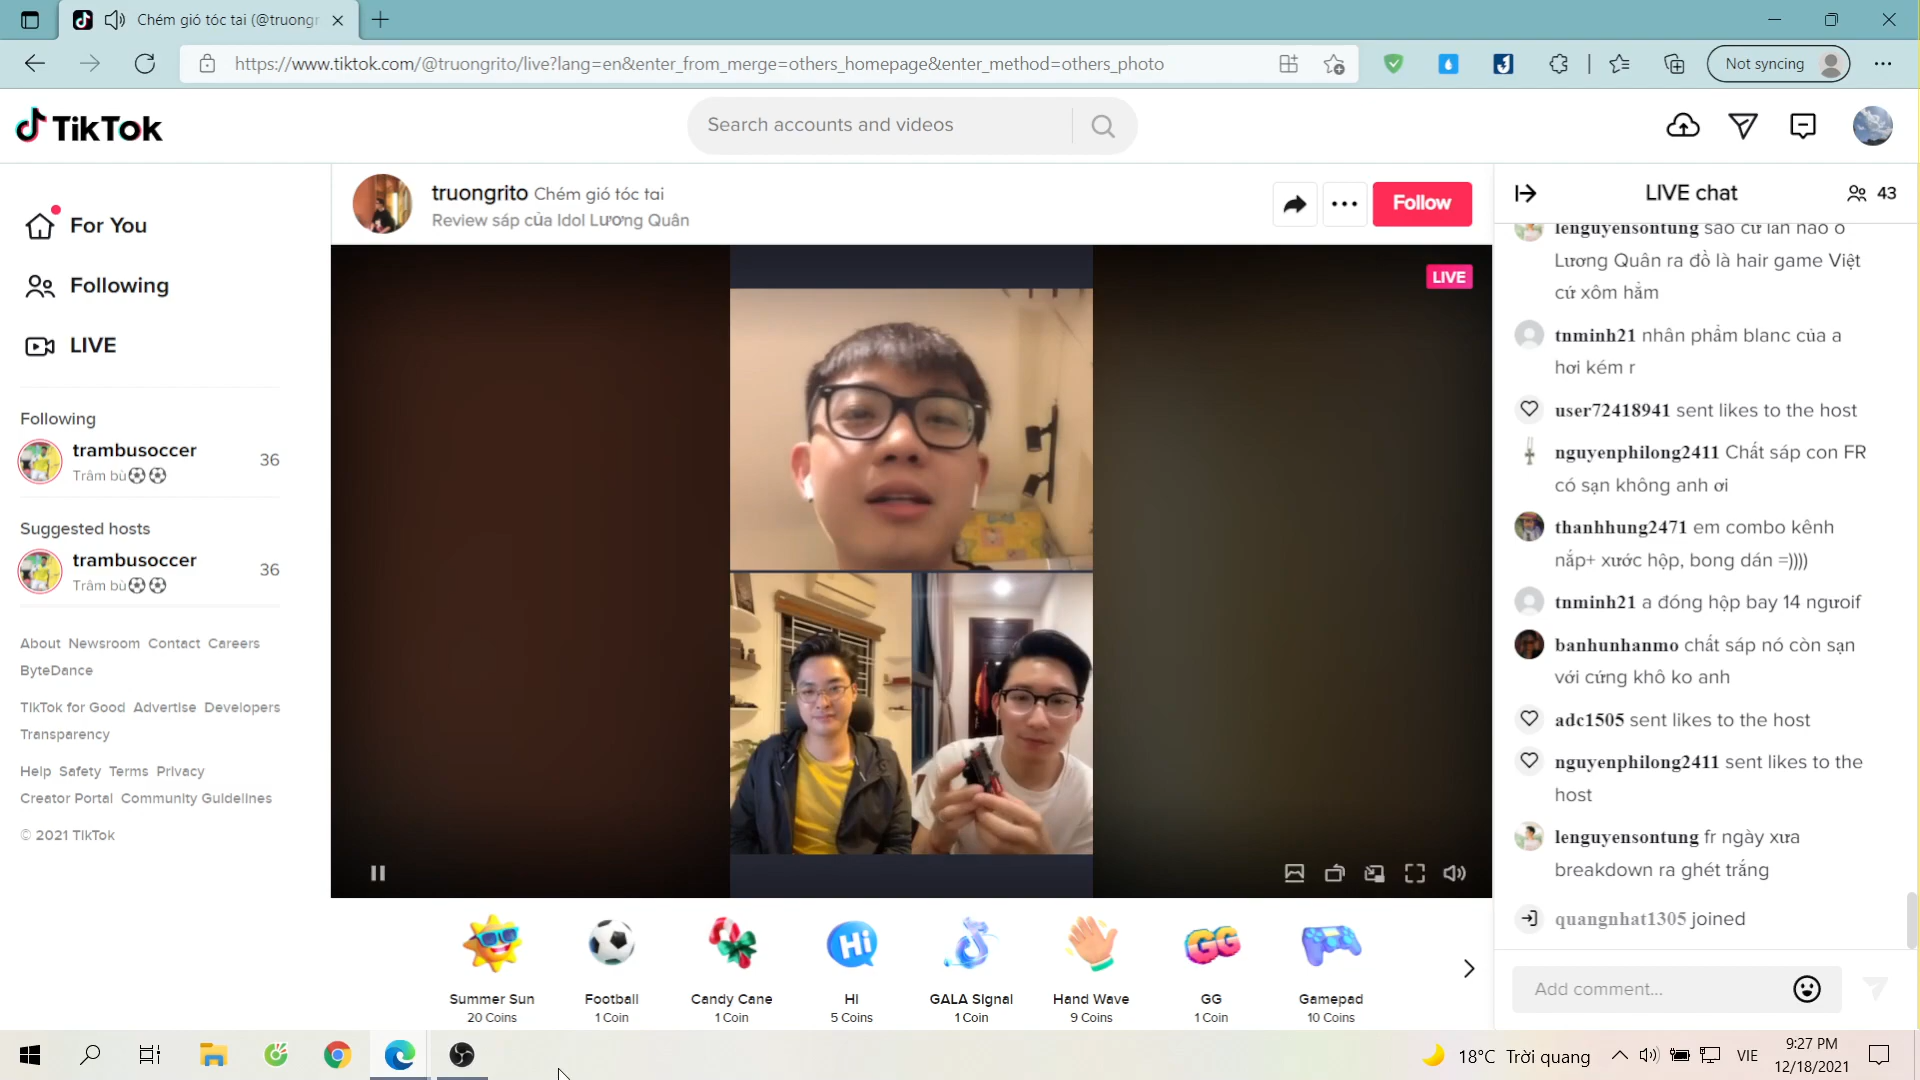 Chém gió tóc tai (@truongr
https://www.tiktok.com/@truongrito/live?lang=en&enter_from_merge=others_homepage&enter_method=others_photo
Not syncing
TikTok
Search accounts and videos
For You
Following
LIVE
Following
trambusoccer
Trâm bù⚽⚽
36
Suggested hosts
trambusoccer
Trâm bù⚽⚽
36
About Newsroom Contact Careers
ByteDance
TikTok for Good Advertise Developers
Transparency
Help Safety Terms Privacy
Creator Portal Community Guidelines
© 2021 TikTok
truongrito Chém gió tóc tai
Review sáp của Idol Lương Quân
Follow
LIVE
Summer Sun
20 Coins
Football
1 Coin
Candy Cane
1 Coin
Hi
HI
5 Coins
GALA Signal
1 Coin
Hand Wave
9 Coins
GG
GG
1 Coin
Gamepad
10 Coins
LIVE chat
43
lenguyensontung sao cứ lần nào ô
Lương Quân ra đồ là hair game Việt
cứ xôm hẳm
tnminh21 nhân phẩm blanc của a
hơi kém r
user72418941 sent likes to the host
nguyenphilong2411 Chất sáp con FR
có sạn không anh ơi
thanhhung2471 em combo kênh
nắp+ xước hộp, bong dán =))))
tnminh21 a đóng hộp bay 14 ngươif
banhunhanmo chất sáp nó còn sạn
với cứng khô ko anh
adc1505 sent likes to the host
nguyenphilong2411 sent likes to the
host
lenguyensontung fr ngày xưa
breakdown ra ghét trắng
quangnhat1305 joined
Add comment...
18°C Trời quang
VIE
9:27 PM
12/18/2021